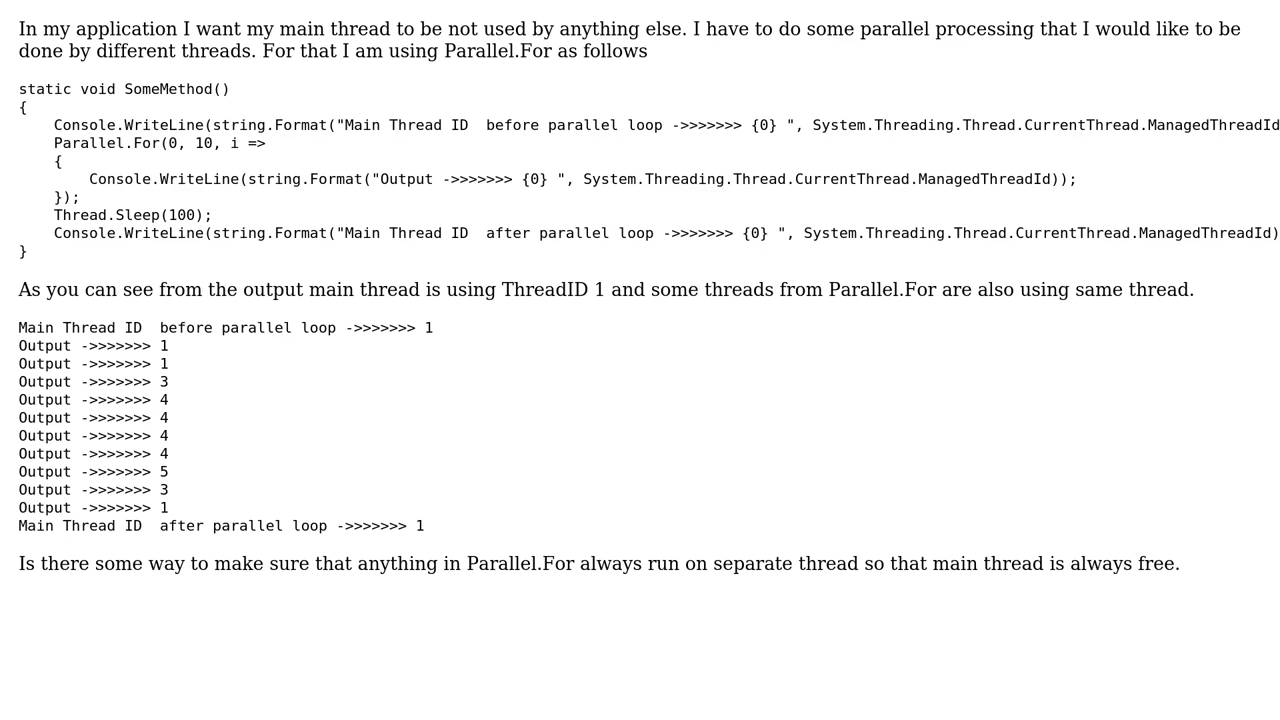 In my application I want my main thread to be not used by anything else. I have to do some parallel processing that I would like to be
done by different threads. For that I am using Parallel.For as follows
static void SomeMethod()
{
    Console.WriteLine(string.Format("Main Thread ID  before parallel loop ->>>>>>> {0} ", System.Threading.Thread.CurrentThread.ManagedThreadId
    Parallel.For(0, 10, i =>
    {
        Console.WriteLine(string.Format("Output ->>>>>>> {0} ", System.Threading.Thread.CurrentThread.ManagedThreadId));
    });
    Thread.Sleep(100);
    Console.WriteLine(string.Format("Main Thread ID  after parallel loop ->>>>>>> {0} ", System.Threading.Thread.CurrentThread.ManagedThreadId)
}
As you can see from the output main thread is using ThreadID 1 and some threads from Parallel.For are also using same thread.
Main Thread ID  before parallel loop ->>>>>>> 1
Output ->>>>>>> 1
Output ->>>>>>> 1
Output ->>>>>>> 3
Output ->>>>>>> 4
Output ->>>>>>> 4
Output ->>>>>>> 4
Output ->>>>>>> 4
Output ->>>>>>> 5
Output ->>>>>>> 3
Output ->>>>>>> 1
Main Thread ID  after parallel loop ->>>>>>> 1
Is there some way to make sure that anything in Parallel.For always run on separate thread so that main thread is always free.